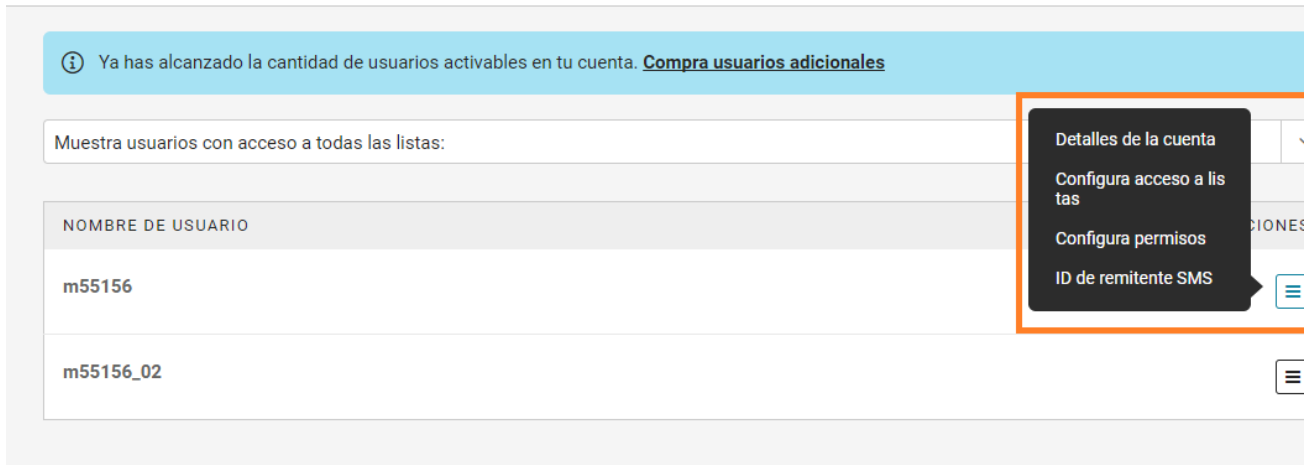 Ya has alcanzado la cantidad de usuarios activables en tu cuenta. Compra usuarios adicionales
Muestra usuarios con acceso a todas las listas:
Detalles de la cuenta
Configura acceso a lis
tas
Configura permisos
ID de remitente SMS
NOMBRE DE USUARIO
CIONES
m55156
m55156_02